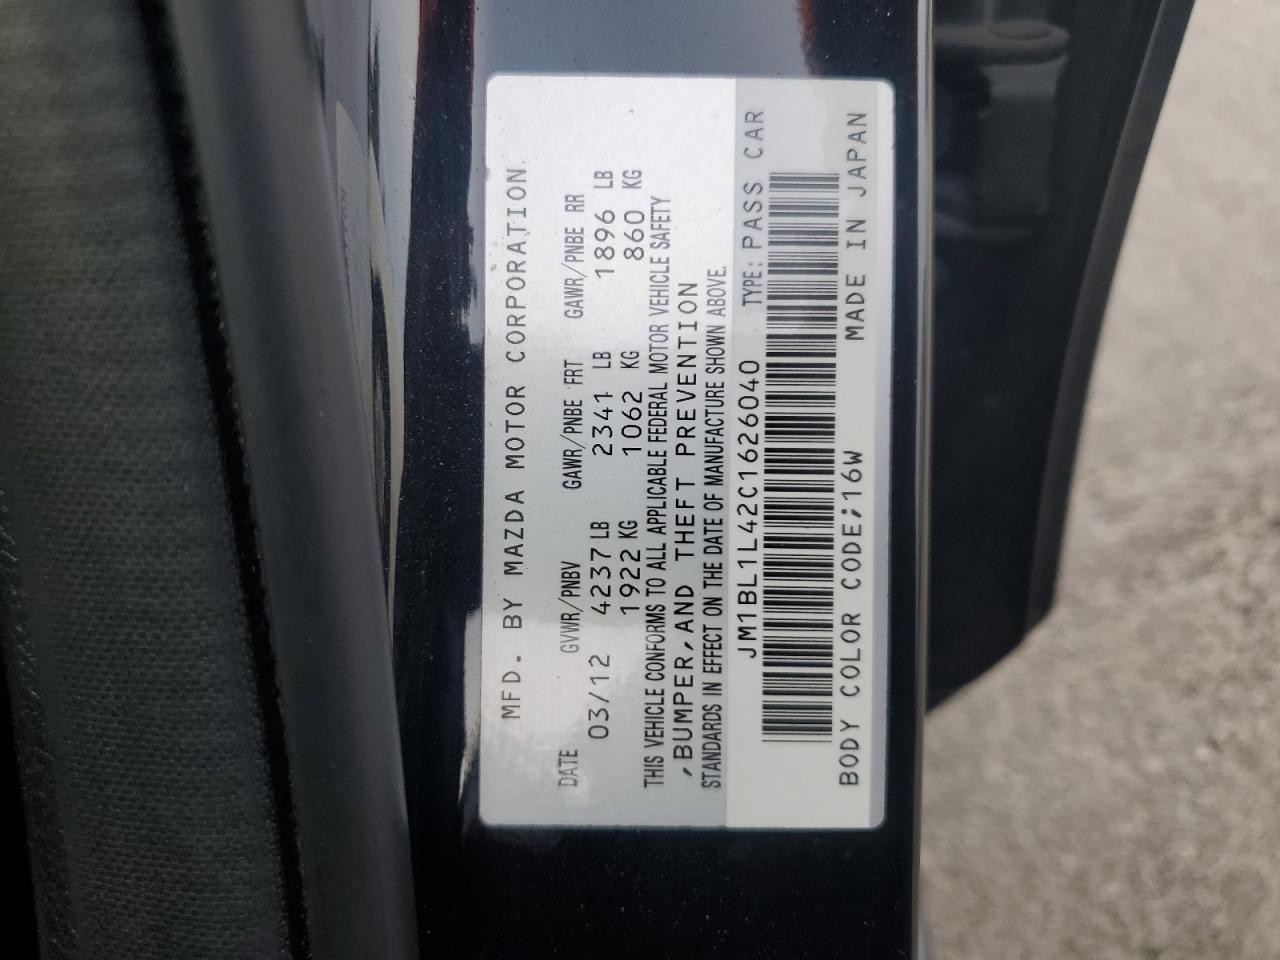 MFD. BY MAZDA MOTOR CORPORATION
DATE GVWR/PNBV GAWR/PNBE FRT GAWR/PNBE RR
03/12 4237 LB 2341 LB 1896 LB
1922 KG 1062 KG 860 KG
THIS VEHICLE CONFORMS TO ALL APPLICABLE FEDERAL MOTOR VEHICLE SAFETY
,BUMPER,AND THEFT PREVENTION
STANDARDS IN EFFECT ON THE DATE OF MANUFACTURE SHOWN ABOVE.
JM1BL1L42C1626040 TYPE: PASS CAR
BODY COLOR CODE;16W MADE IN JAPAN